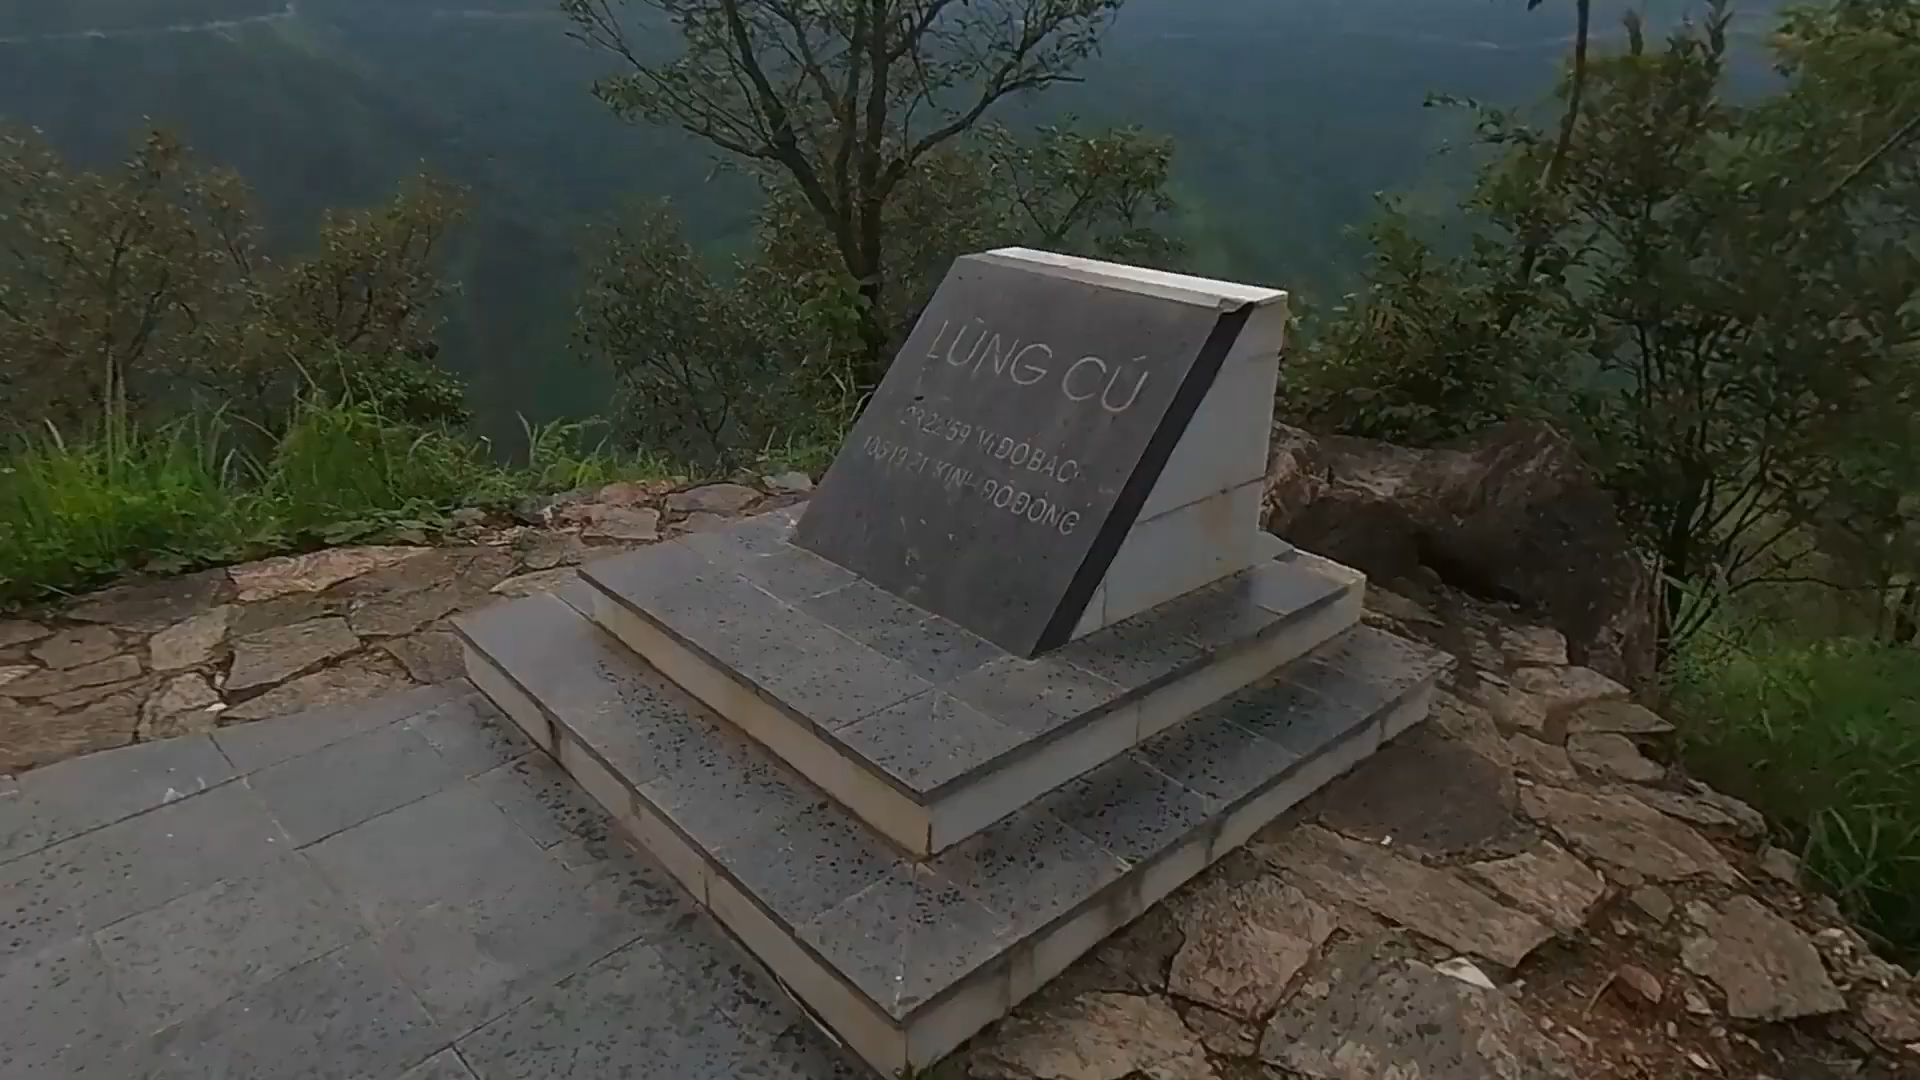 LŨNG CÚ
23 22'59 VĨ ĐỘ BẮC
105 19 21 KINH ĐỘ ĐÔNG